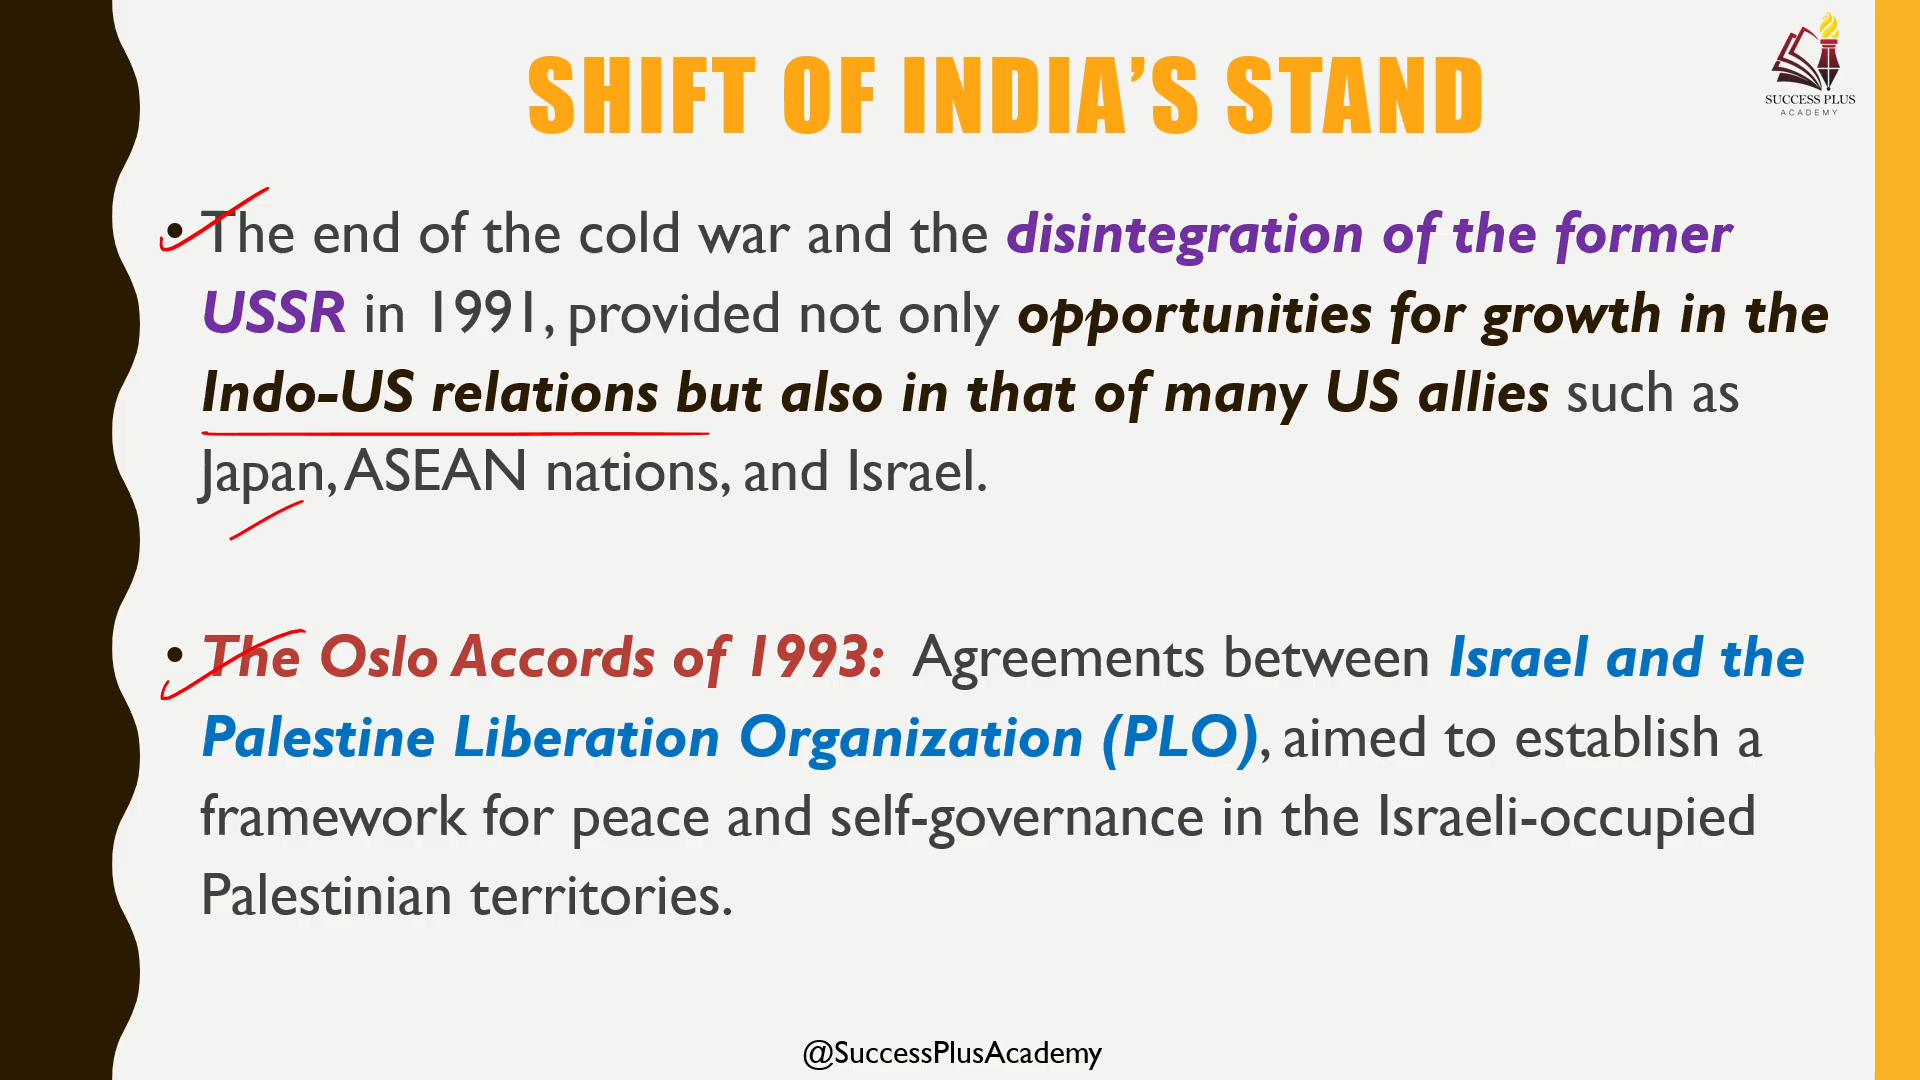 SHIFT OF INDIA’S STAND
SUCCESS PLUS
ACADEMY
• The end of the cold war and the disintegration of the former
USSR in 1991, provided not only opportunities for growth in the
Indo-US relations but also in that of many US allies such as
Japan, ASEAN nations, and Israel.
• The Oslo Accords of 1993: Agreements between Israel and the
Palestine Liberation Organization (PLO), aimed to establish a
framework for peace and self-governance in the Israeli-occupied
Palestinian territories.
@SuccessPlusAcademy